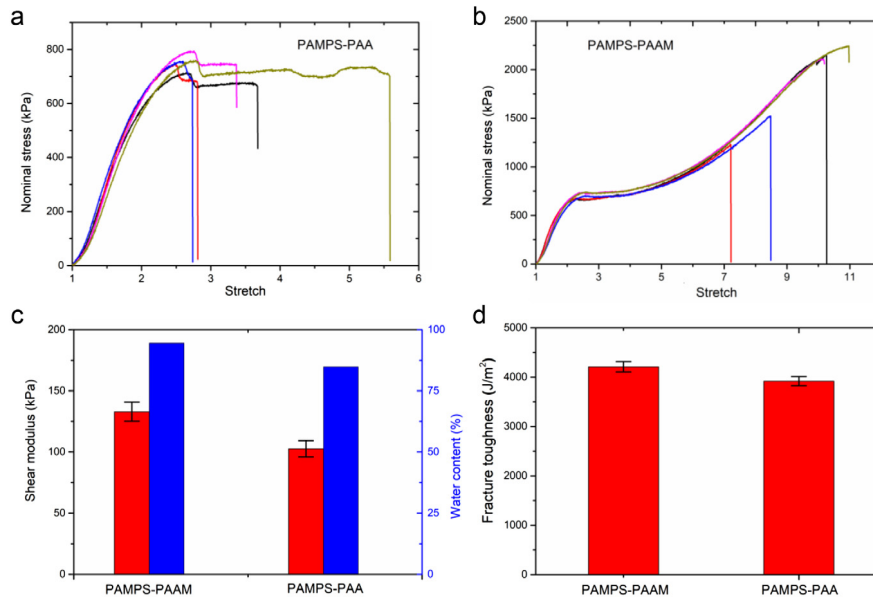 a
PAMPS-PAA
Nominal stress (kPa)
800
600
400
200
0
1
2
3
4
5
6
Stretch
b
PAMPS-PAAM
Nominal stress (kPa)
2500
2000
1500
1000
500
0
1
3
5
7
9
11
Stretch
c
Shear modulus (kPa)
200
150
100
50
0
100
75
50
25
0
Water content (%)
PAMPS-PAAM
PAMPS-PAA
d
Fracture toughness (J/m²)
5000
4000
3000
2000
1000
0
PAMPS-PAAM
PAMPS-PAA